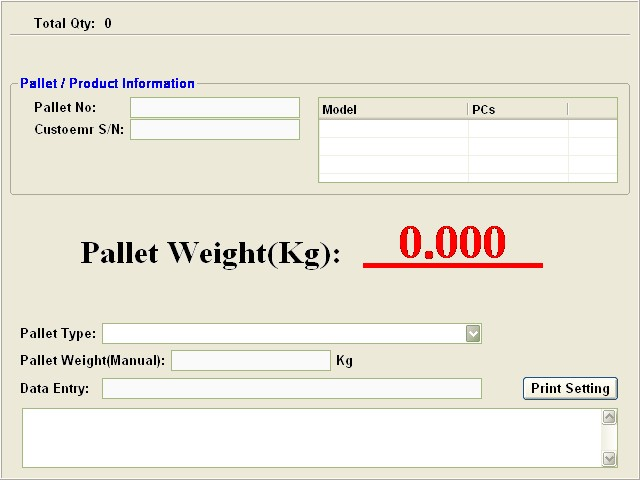 Total Qty: 0
Pallet / Product Information
Pallet No:
Custoemr S/N:
Model PCs
Pallet Weight(Kg): 0.000
Pallet Type:
Pallet Weight(Manual): Kg
Data Entry: Print Setting